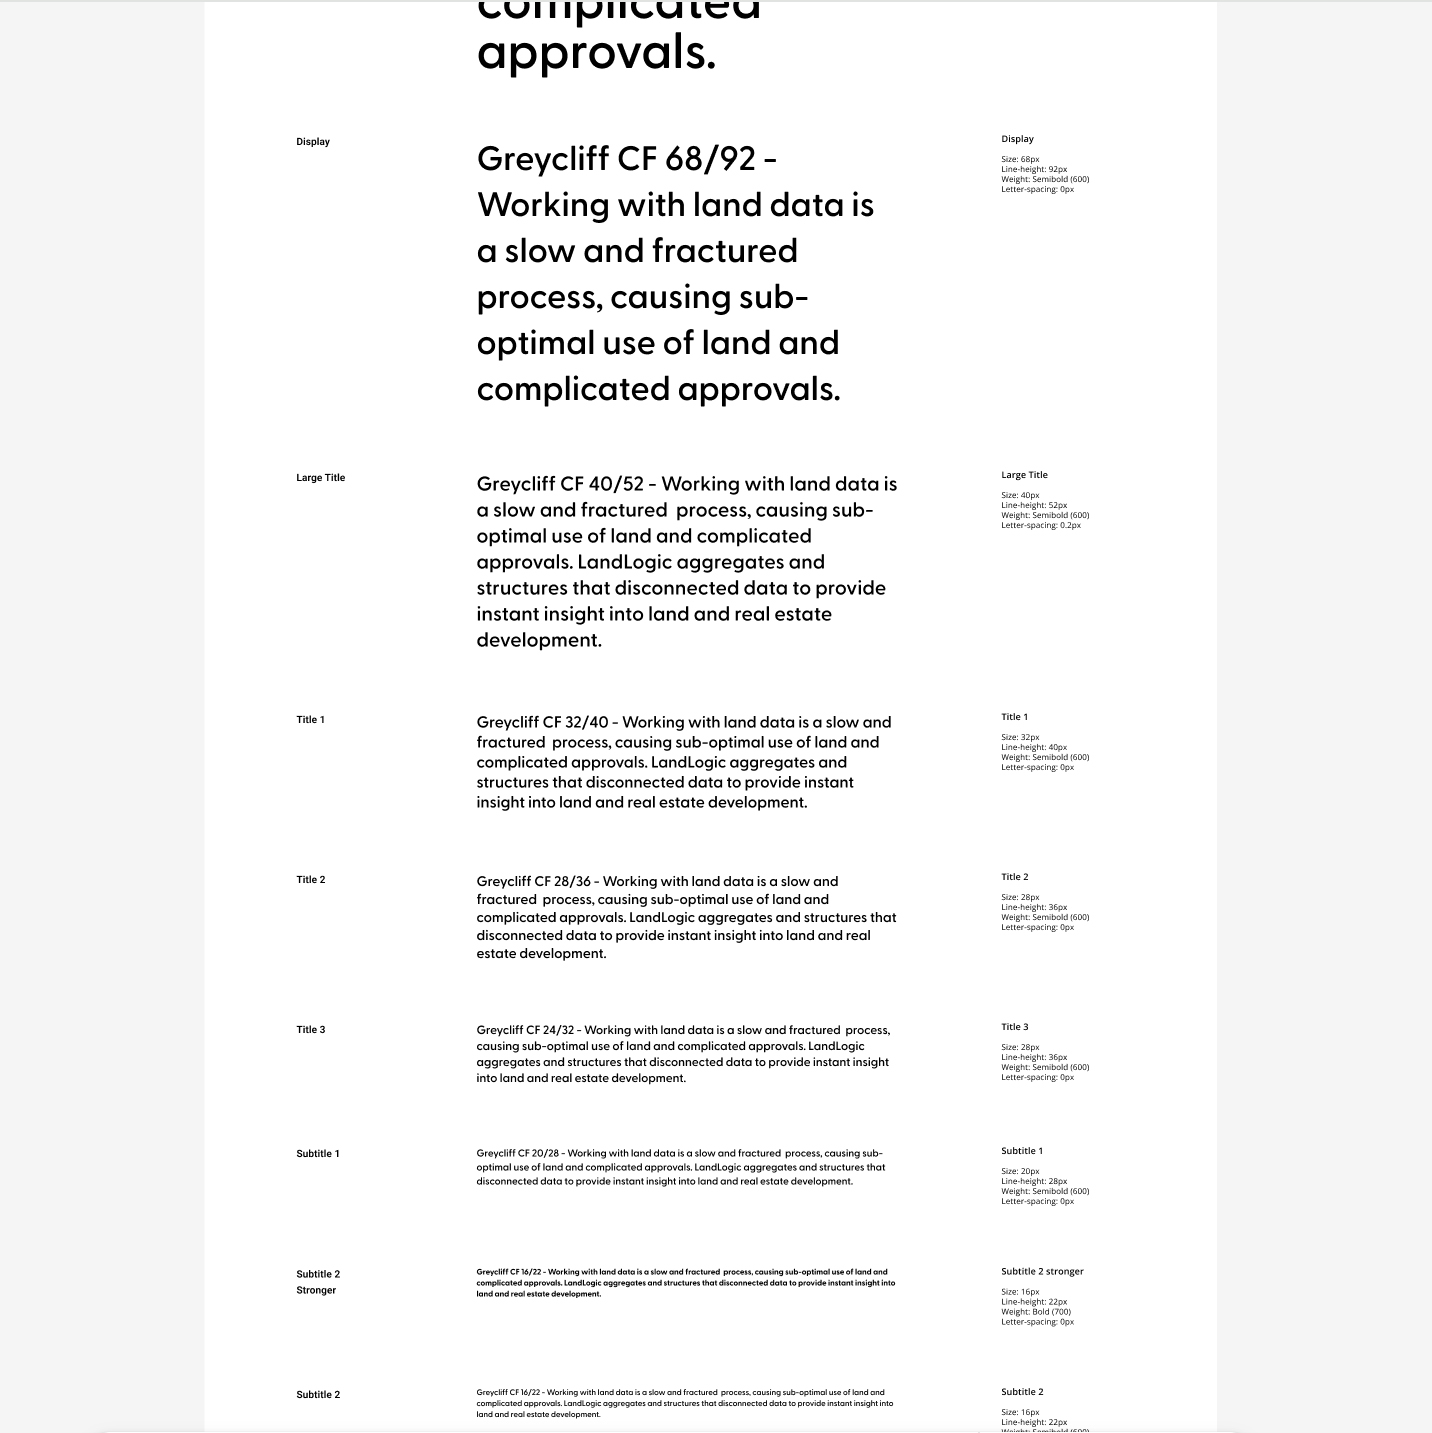 complicated
approvals.
Display
Greycliff CF 68/92 -
Working with land data is
a slow and fractured
process, causing sub-
optimal use of land and
complicated approvals.
Display
Size: 68px
Line-height: 92px
Weight: Semibold (600)
Letter-spacing: 0px
Large Title
Greycliff CF 40/52 - Working with land data is
a slow and fractured  process, causing sub-
optimal use of land and complicated
approvals. LandLogic aggregates and
structures that disconnected data to provide
instant insight into land and real estate
development.
Large Title
Size: 40px
Line-height: 52px
Weight: Semibold (600)
Letter-spacing: 0.2px
Title 1
Greycliff CF 32/40 - Working with land data is a slow and
fractured  process, causing sub-optimal use of land and
complicated approvals. LandLogic aggregates and
structures that disconnected data to provide instant
insight into land and real estate development.
Title 1
Size: 32px
Line-height: 40px
Weight: Semibold (600)
Letter-spacing: 0px
Title 2
Greycliff CF 28/36 - Working with land data is a slow and
fractured  process, causing sub-optimal use of land and
complicated approvals. LandLogic aggregates and structures that
disconnected data to provide instant insight into land and real
estate development.
Title 2
Size: 28px
Line-height: 36px
Weight: Semibold (600)
Letter-spacing: 0px
Title 3
Greycliff CF 24/32 - Working with land data is a slow and fractured  process,
causing sub-optimal use of land and complicated approvals. LandLogic
aggregates and structures that disconnected data to provide instant insight
into land and real estate development.
Title 3
Size: 28px
Line-height: 36px
Weight: Semibold (600)
Letter-spacing: 0px
Subtitle 1
Greycliff CF 20/28 - Working with land data is a slow and fractured  process, causing sub-
optimal use of land and complicated approvals. LandLogic aggregates and structures that
disconnected data to provide instant insight into land and real estate development.
Subtitle 1
Size: 20px
Line-height: 28px
Weight: Semibold (600)
Letter-spacing: 0px
Subtitle 2
Stronger
Greycliff CF 16/22 - Working with land data is a slow and fractured  process, causing sub-optimal use of land and
complicated approvals. LandLogic aggregates and structures that disconnected data to provide instant insight into
land and real estate development.
Subtitle 2 stronger
Size: 16px
Line-height: 22px
Weight: Bold (700)
Letter-spacing: 0px
Subtitle 2
Greycliff CF 16/22 - Working with land data is a slow and fractured  process, causing sub-optimal use of land and
complicated approvals. LandLogic aggregates and structures that disconnected data to provide instant insight into
land and real estate development.
Subtitle 2
Size: 16px
Line-height: 22px
Weight: Semibold (600)